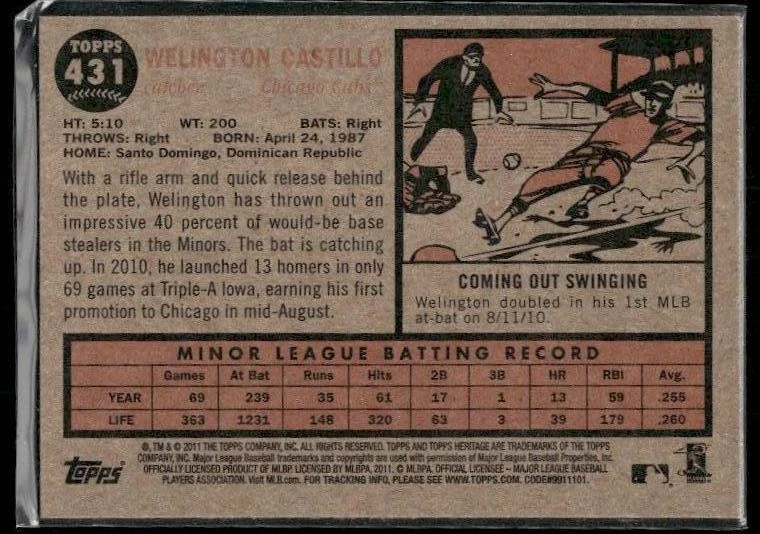 TOPPS
431
WELINGTON CASTILLO
catcher Chicago Cubs™
HT: 5:10 WT: 200 BATS: Right
THROWS: Right BORN: April 24, 1987
HOME: Santo Domingo, Dominican Republic
With a rifle arm and quick release behind
the plate, Welington has thrown out an
impressive 40 percent of would-be base
stealers in the Minors. The bat is catching
up. In 2010, he launched 13 homers in only
69 games at Triple-A Iowa, earning his first
promotion to Chicago in mid-August.
COMING OUT SWINGING
Welington doubled in his 1st MLB
at-bat on 8/11/10.
MINOR LEAGUE BATTING RECORD
Games At Bat Runs Hits 2B 3B HR RBI Avg.
YEAR 69 239 35 61 17 1 13 59 .255
LIFE 363 1231 148 320 63 3 39 179 .260
®, TM & © 2011 THE TOPPS COMPANY, INC. ALL RIGHTS RESERVED. TOPPS AND TOPPS HERITAGE ARE TRADEMARKS OF THE TOPPS
COMPANY, INC. Major League Baseball trademarks and copyrights are used with permission of Major League Baseball Properties, Inc.
OFFICIALLY LICENSED PRODUCT OF MLBP. LICENSED BY MLBPA, 2011. © MLBPA. OFFICIAL LICENSEE – MAJOR LEAGUE BASEBALL
PLAYERS ASSOCIATION. Visit MLB.com. FOR TRACKING INFO, PLEASE SEE WWW.TOPPS.COM. CODE#9911101.
Topps